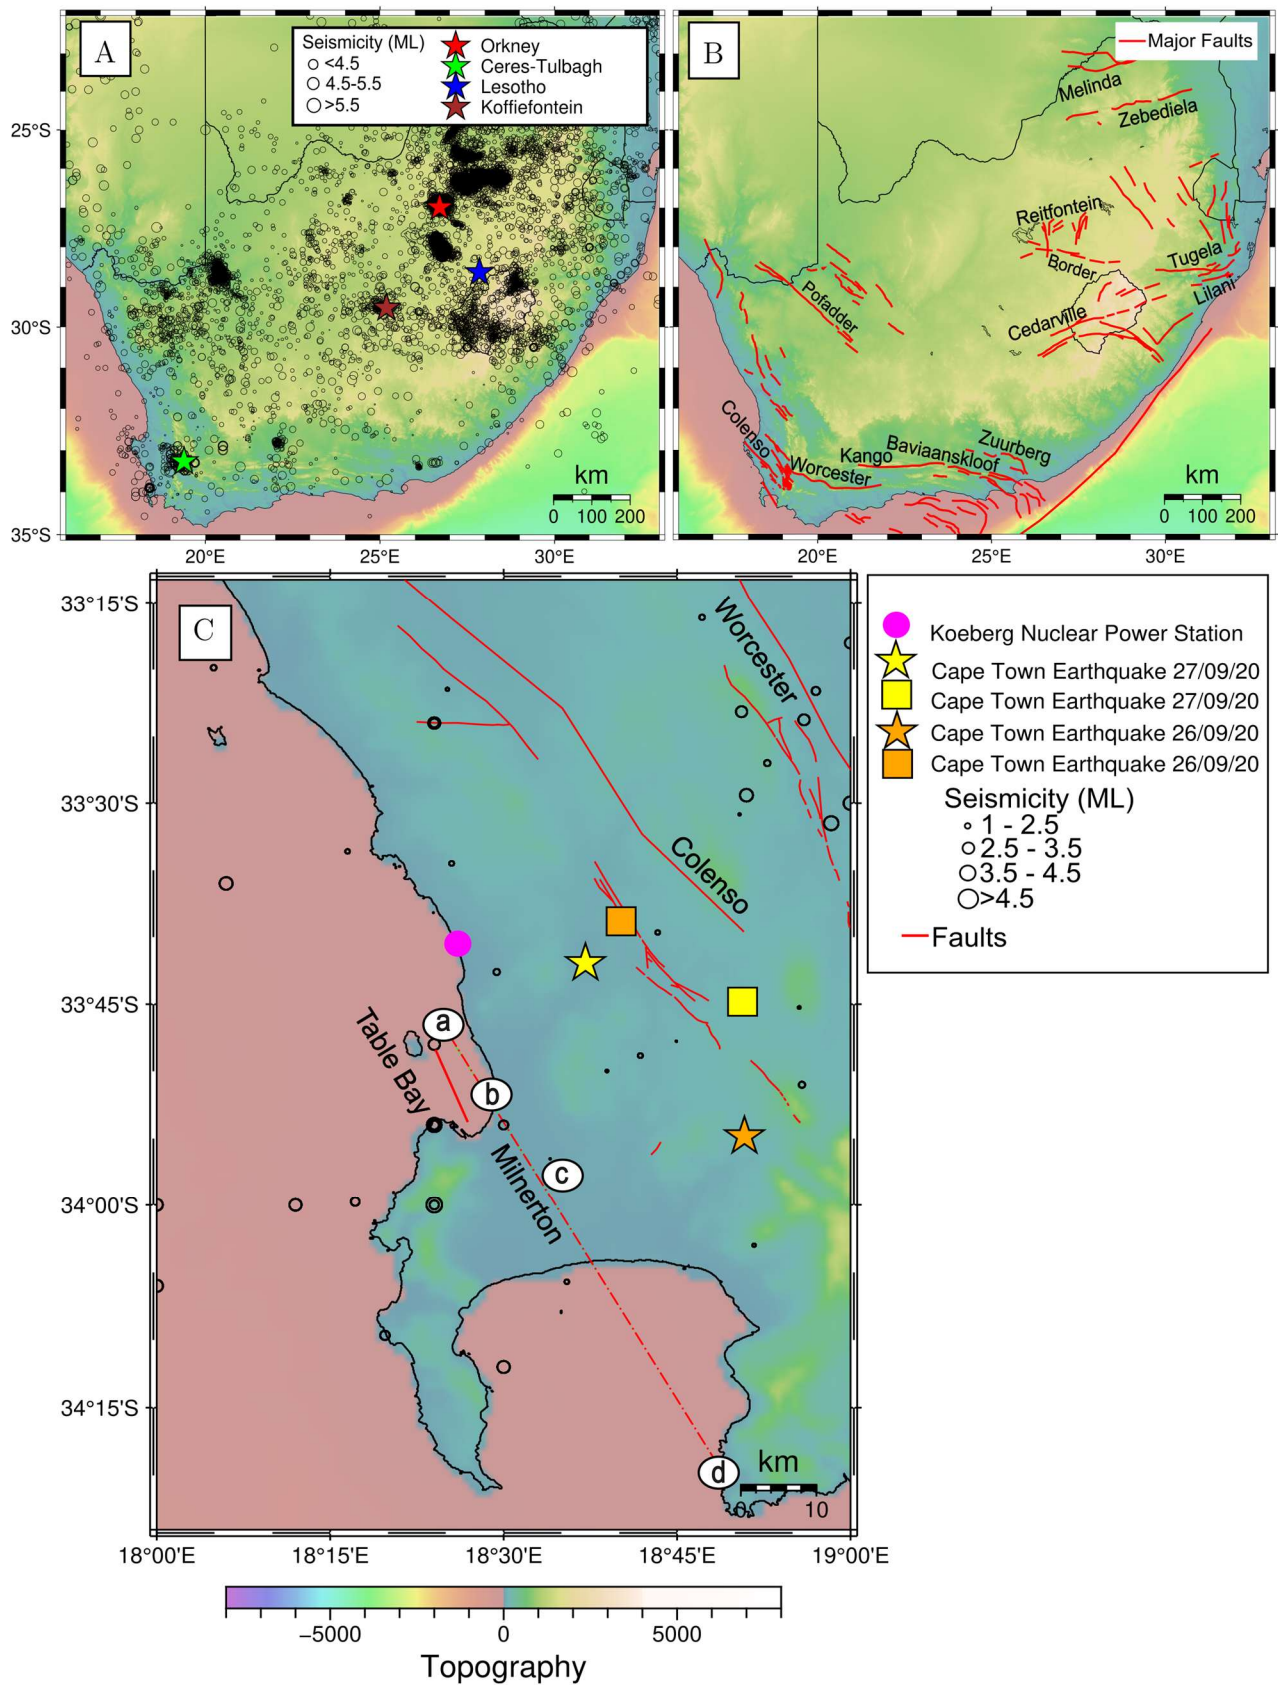 A
Seismicity (ML)
<4.5
4.5-5.5
>5.5
Orkney
Ceres-Tulbagh
Lesotho
Koffiefontein
25°S
30°S
35°S
km
0 100 200
20°E 25°E 30°E
B
Major Faults
Melinda
Zebediela
Reitfontein
Border
Tugela
Lilani
Cedarville
Pofadder
Colenso
Worcester
Kango
Baviaanskloof
Zuurberg
km
0 100 200
20°E 25°E 30°E
C
33°15'S
33°30'S
33°45'S
34°00'S
34°15'S
Worcester
Colenso
Table Bay
Milnerton
a
b
c
d
km
0 10
18°00'E 18°15'E 18°30'E 18°45'E 19°00'E
Koeberg Nuclear Power Station
Cape Town Earthquake 27/09/20
Cape Town Earthquake 27/09/20
Cape Town Earthquake 26/09/20
Cape Town Earthquake 26/09/20
Seismicity (ML)
1 - 2.5
2.5 - 3.5
3.5 - 4.5
>4.5
Faults
−5000 0 5000
Topography